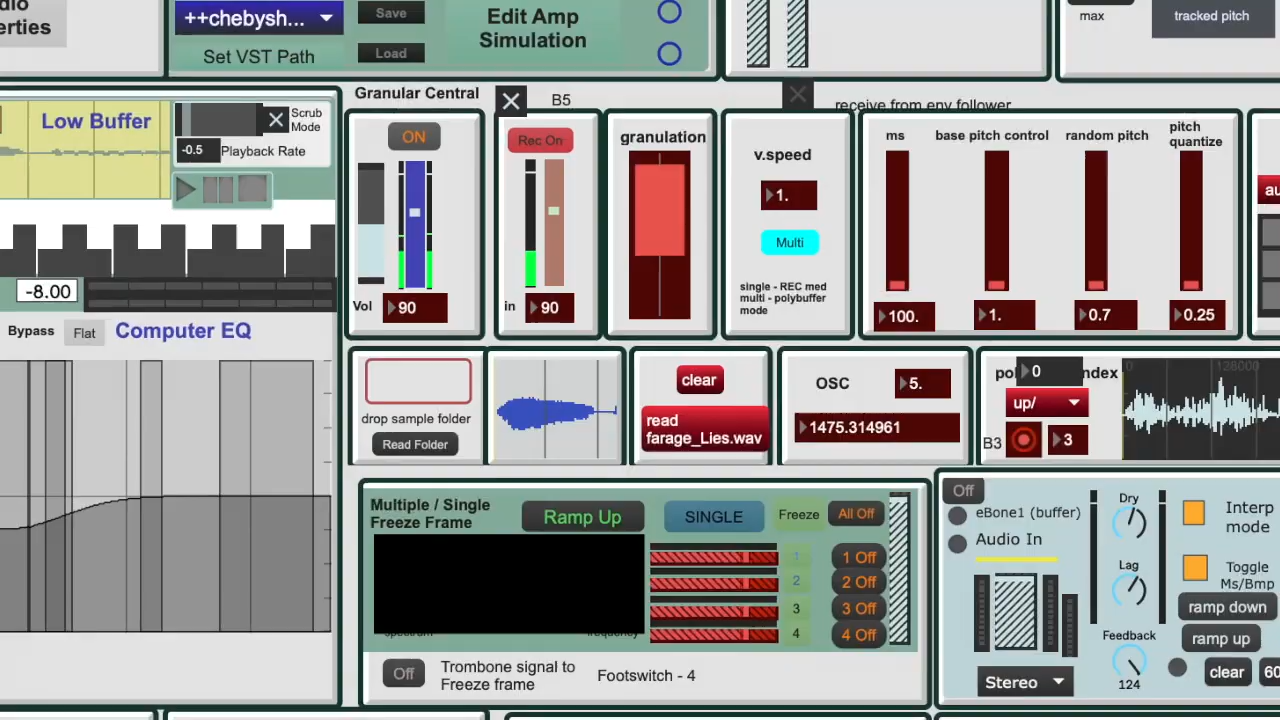 dio
erties
++chebysh...
Save
Load
Set VST Path
Edit Amp
Simulation
max
tracked pitch
Low Buffer
Scrub
Mode
-0.5
Playback Rate
-8.00
Bypass
Flat
Computer EQ
Granular Central
B5
receive from env follower
ON
Vol
90
Rec On
in
90
granulation
v.speed
1.
Multi
single - REC med
multi - polybuffer
mode
ms
base pitch control
random pitch
pitch
quantize
100.
1.
0.7
0.25
au
drop sample folder
Read Folder
clear
read
farage_Lies.wav
OSC
5.
1475.314961
0
ndex
up/
B3
3
0
128000
Multiple / Single
Freeze Frame
Ramp Up
SINGLE
Freeze
All Off
1
1 Off
2
2 Off
3
3 Off
4
4 Off
spectrum
frequency
Off
Trombone signal to
Freeze frame
Footswitch - 4
Off
eBone1 (buffer)
Audio In
Stereo
Dry
Lag
Feedback
124
Interp
mode
Toggle
Ms/Bmp
ramp down
ramp up
clear
60